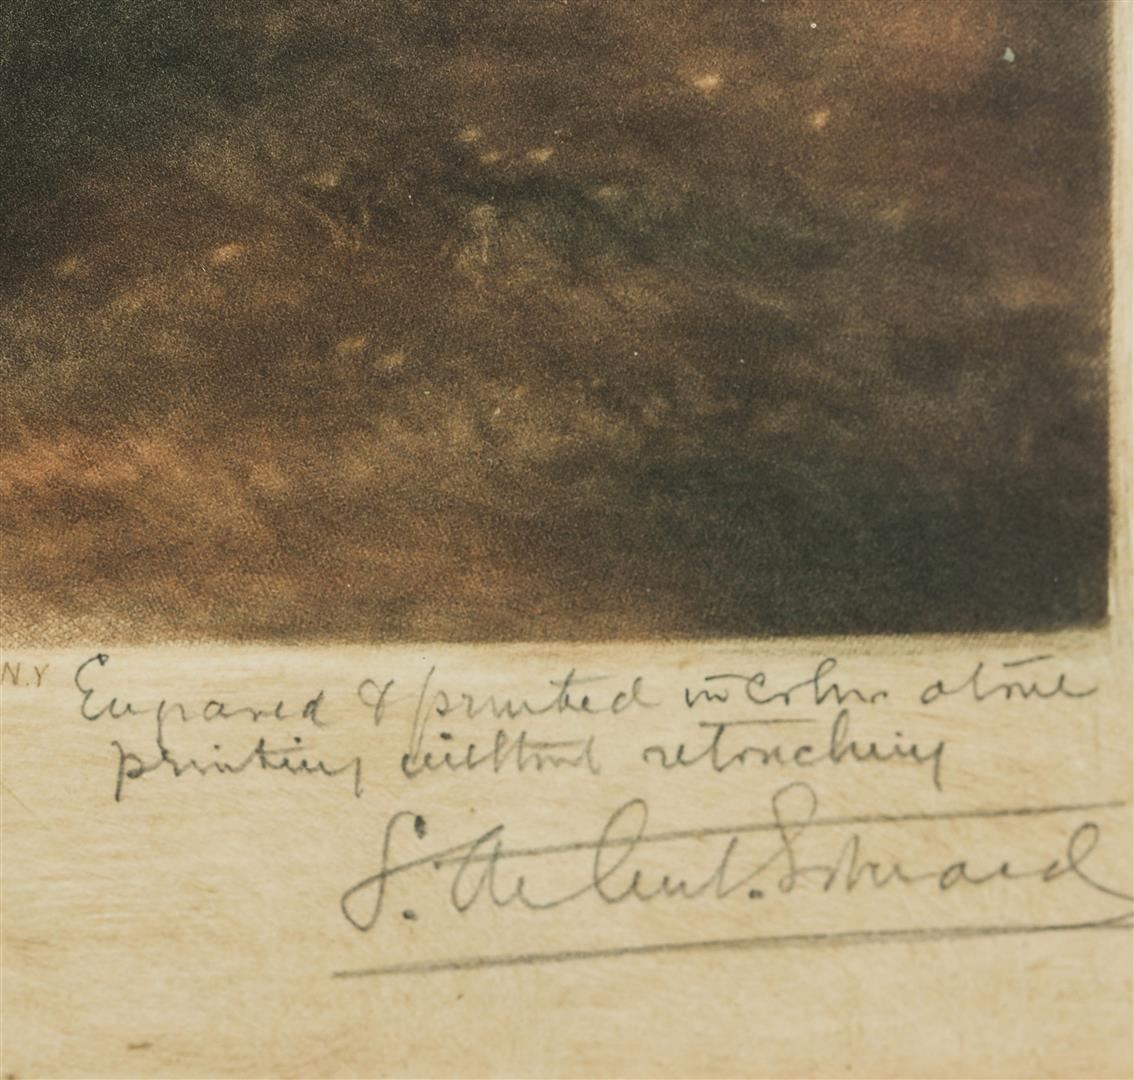 N.Y
Engraved & printed in Color at one
printing without retouching
S. Arlent. Edwards